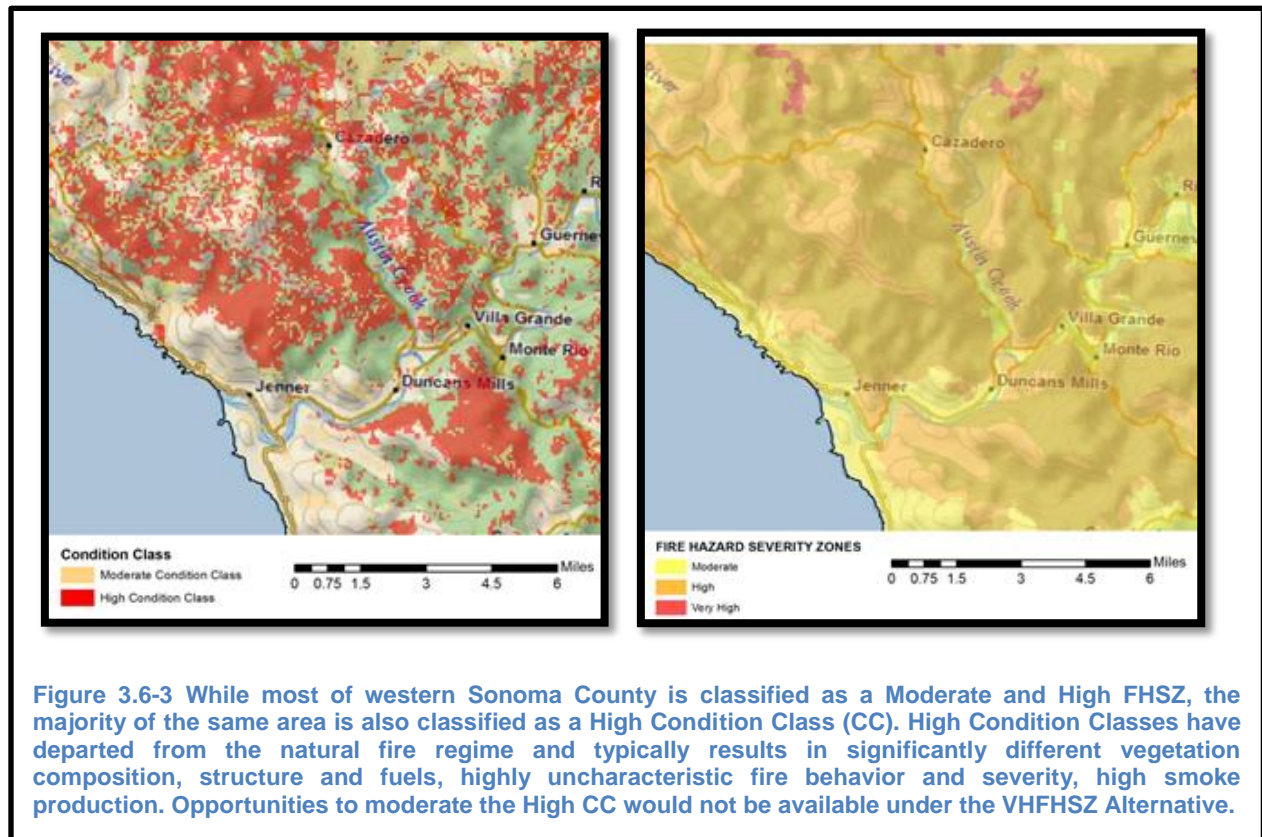 River
Cazadero
R
Austin Creek
Guernev
Villa Grande
Monte Rio
Jenner
Duncans Mills
Condition Class
Moderate Condition Class
High Condition Class
0 0.75 1.5 3 4.5 6 Miles
River
Cazadero
Austin Creek
Guernev
Villa Grande
Monte Rio
Jenner
Duncans Mills
FIRE HAZARD SEVERITY ZONES
Moderate
High
Very High
0 0.75 1.5 3 4.5 6 Miles
Figure 3.6-3 While most of western Sonoma County is classified as a Moderate and High FHSZ, the
majority of the same area is also classified as a High Condition Class (CC). High Condition Classes have
departed from the natural fire regime and typically results in significantly different vegetation
composition, structure and fuels, highly uncharacteristic fire behavior and severity, high smoke
production. Opportunities to moderate the High CC would not be available under the VHFHSZ Alternative.